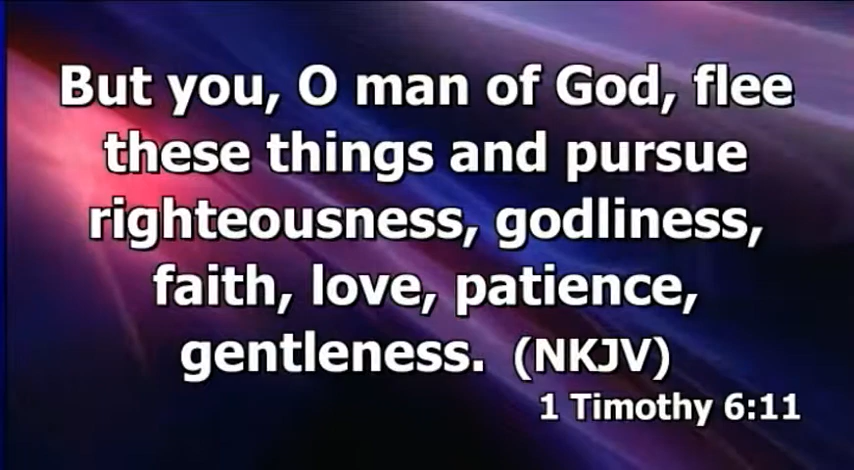 But you, O man of God, flee
these things and pursue
righteousness, godliness,
faith, love, patience,
gentleness. (NKJV)
1 Timothy 6:11